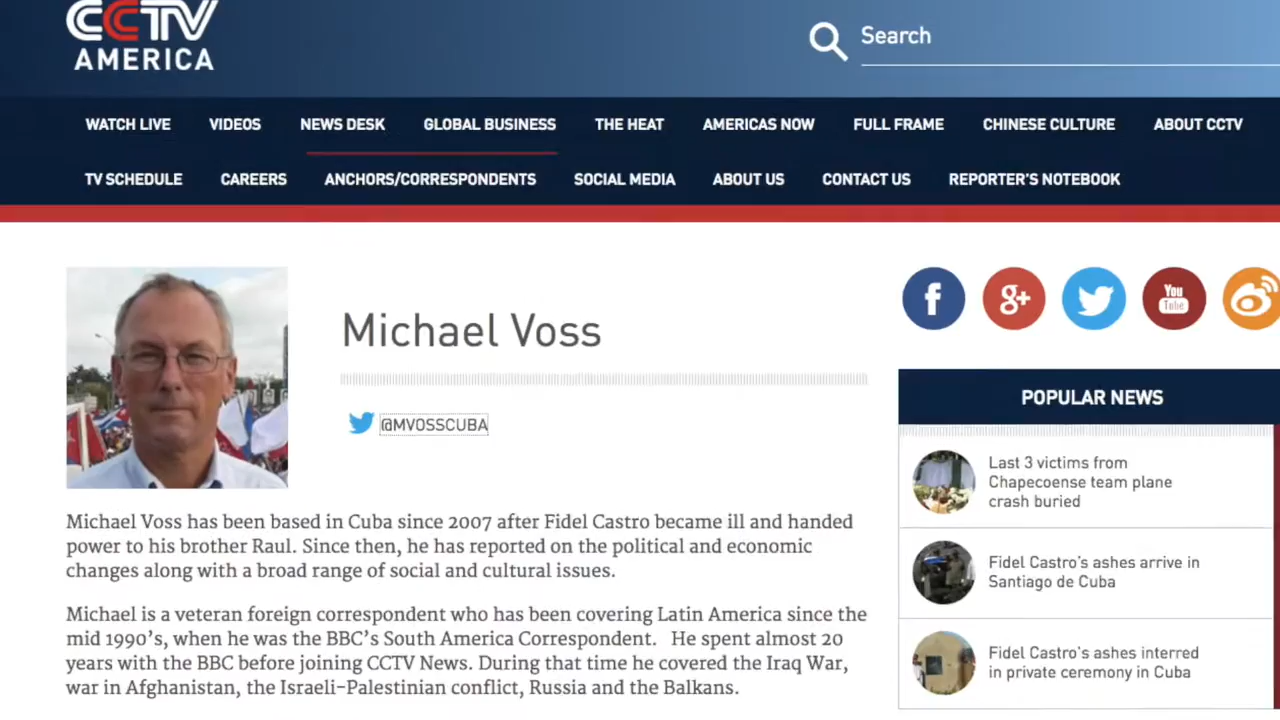 CCTV
AMERICA
Search
WATCH LIVE VIDEOS NEWS DESK GLOBAL BUSINESS THE HEAT AMERICAS NOW FULL FRAME CHINESE CULTURE ABOUT CCTV
TV SCHEDULE CAREERS ANCHORS/CORRESPONDENTS SOCIAL MEDIA ABOUT US CONTACT US REPORTER'S NOTEBOOK
Michael Voss
@MVOSSCUBA
Michael Voss has been based in Cuba since 2007 after Fidel Castro became ill and handed
power to his brother Raul. Since then, he has reported on the political and economic
changes along with a broad range of social and cultural issues.
Michael is a veteran foreign correspondent who has been covering Latin America since the
mid 1990's, when he was the BBC's South America Correspondent. He spent almost 20
years with the BBC before joining CCTV News. During that time he covered the Iraq War,
war in Afghanistan, the Israeli-Palestinian conflict, Russia and the Balkans.
f g+ You Tube
POPULAR NEWS
Last 3 victims from
Chapecoense team plane
crash buried
Fidel Castro's ashes arrive in
Santiago de Cuba
Fidel Castro's ashes interred
in private ceremony in Cuba